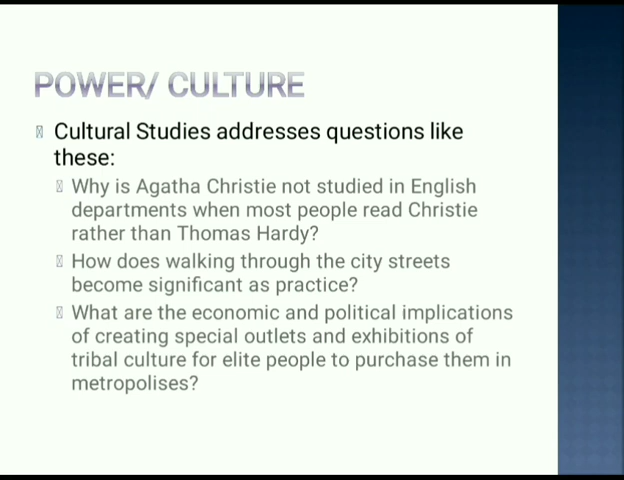 POWER/ CULTURE
Cultural Studies addresses questions like
these:
Why is Agatha Christie not studied in English
departments when most people read Christie
rather than Thomas Hardy?
How does walking through the city streets
become significant as practice?
What are the economic and political implications
of creating special outlets and exhibitions of
tribal culture for elite people to purchase them in
metropolises?